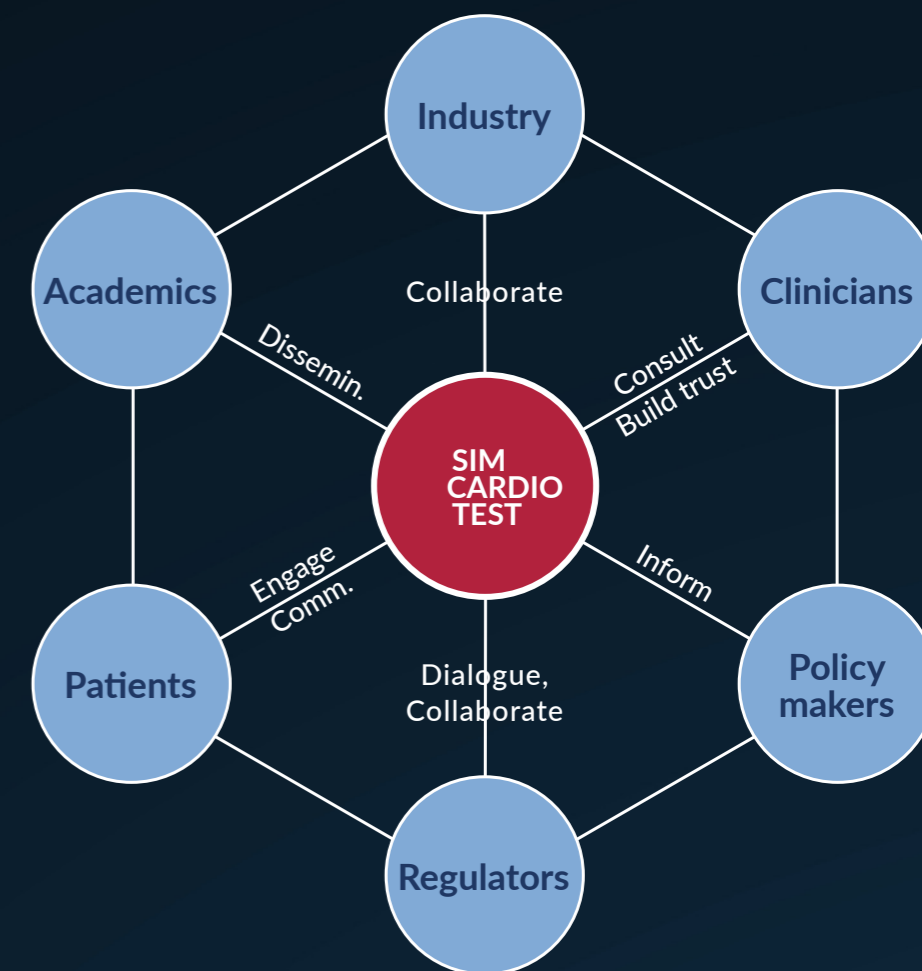 Industry
Academics
Collaborate
Clinicians
Dissemin.
Consult
Build trust
SIM
CARDIO
TEST
Engage
Comm.
Inform
Patients
Dialogue,
Collaborate
Policy
makers
Regulators